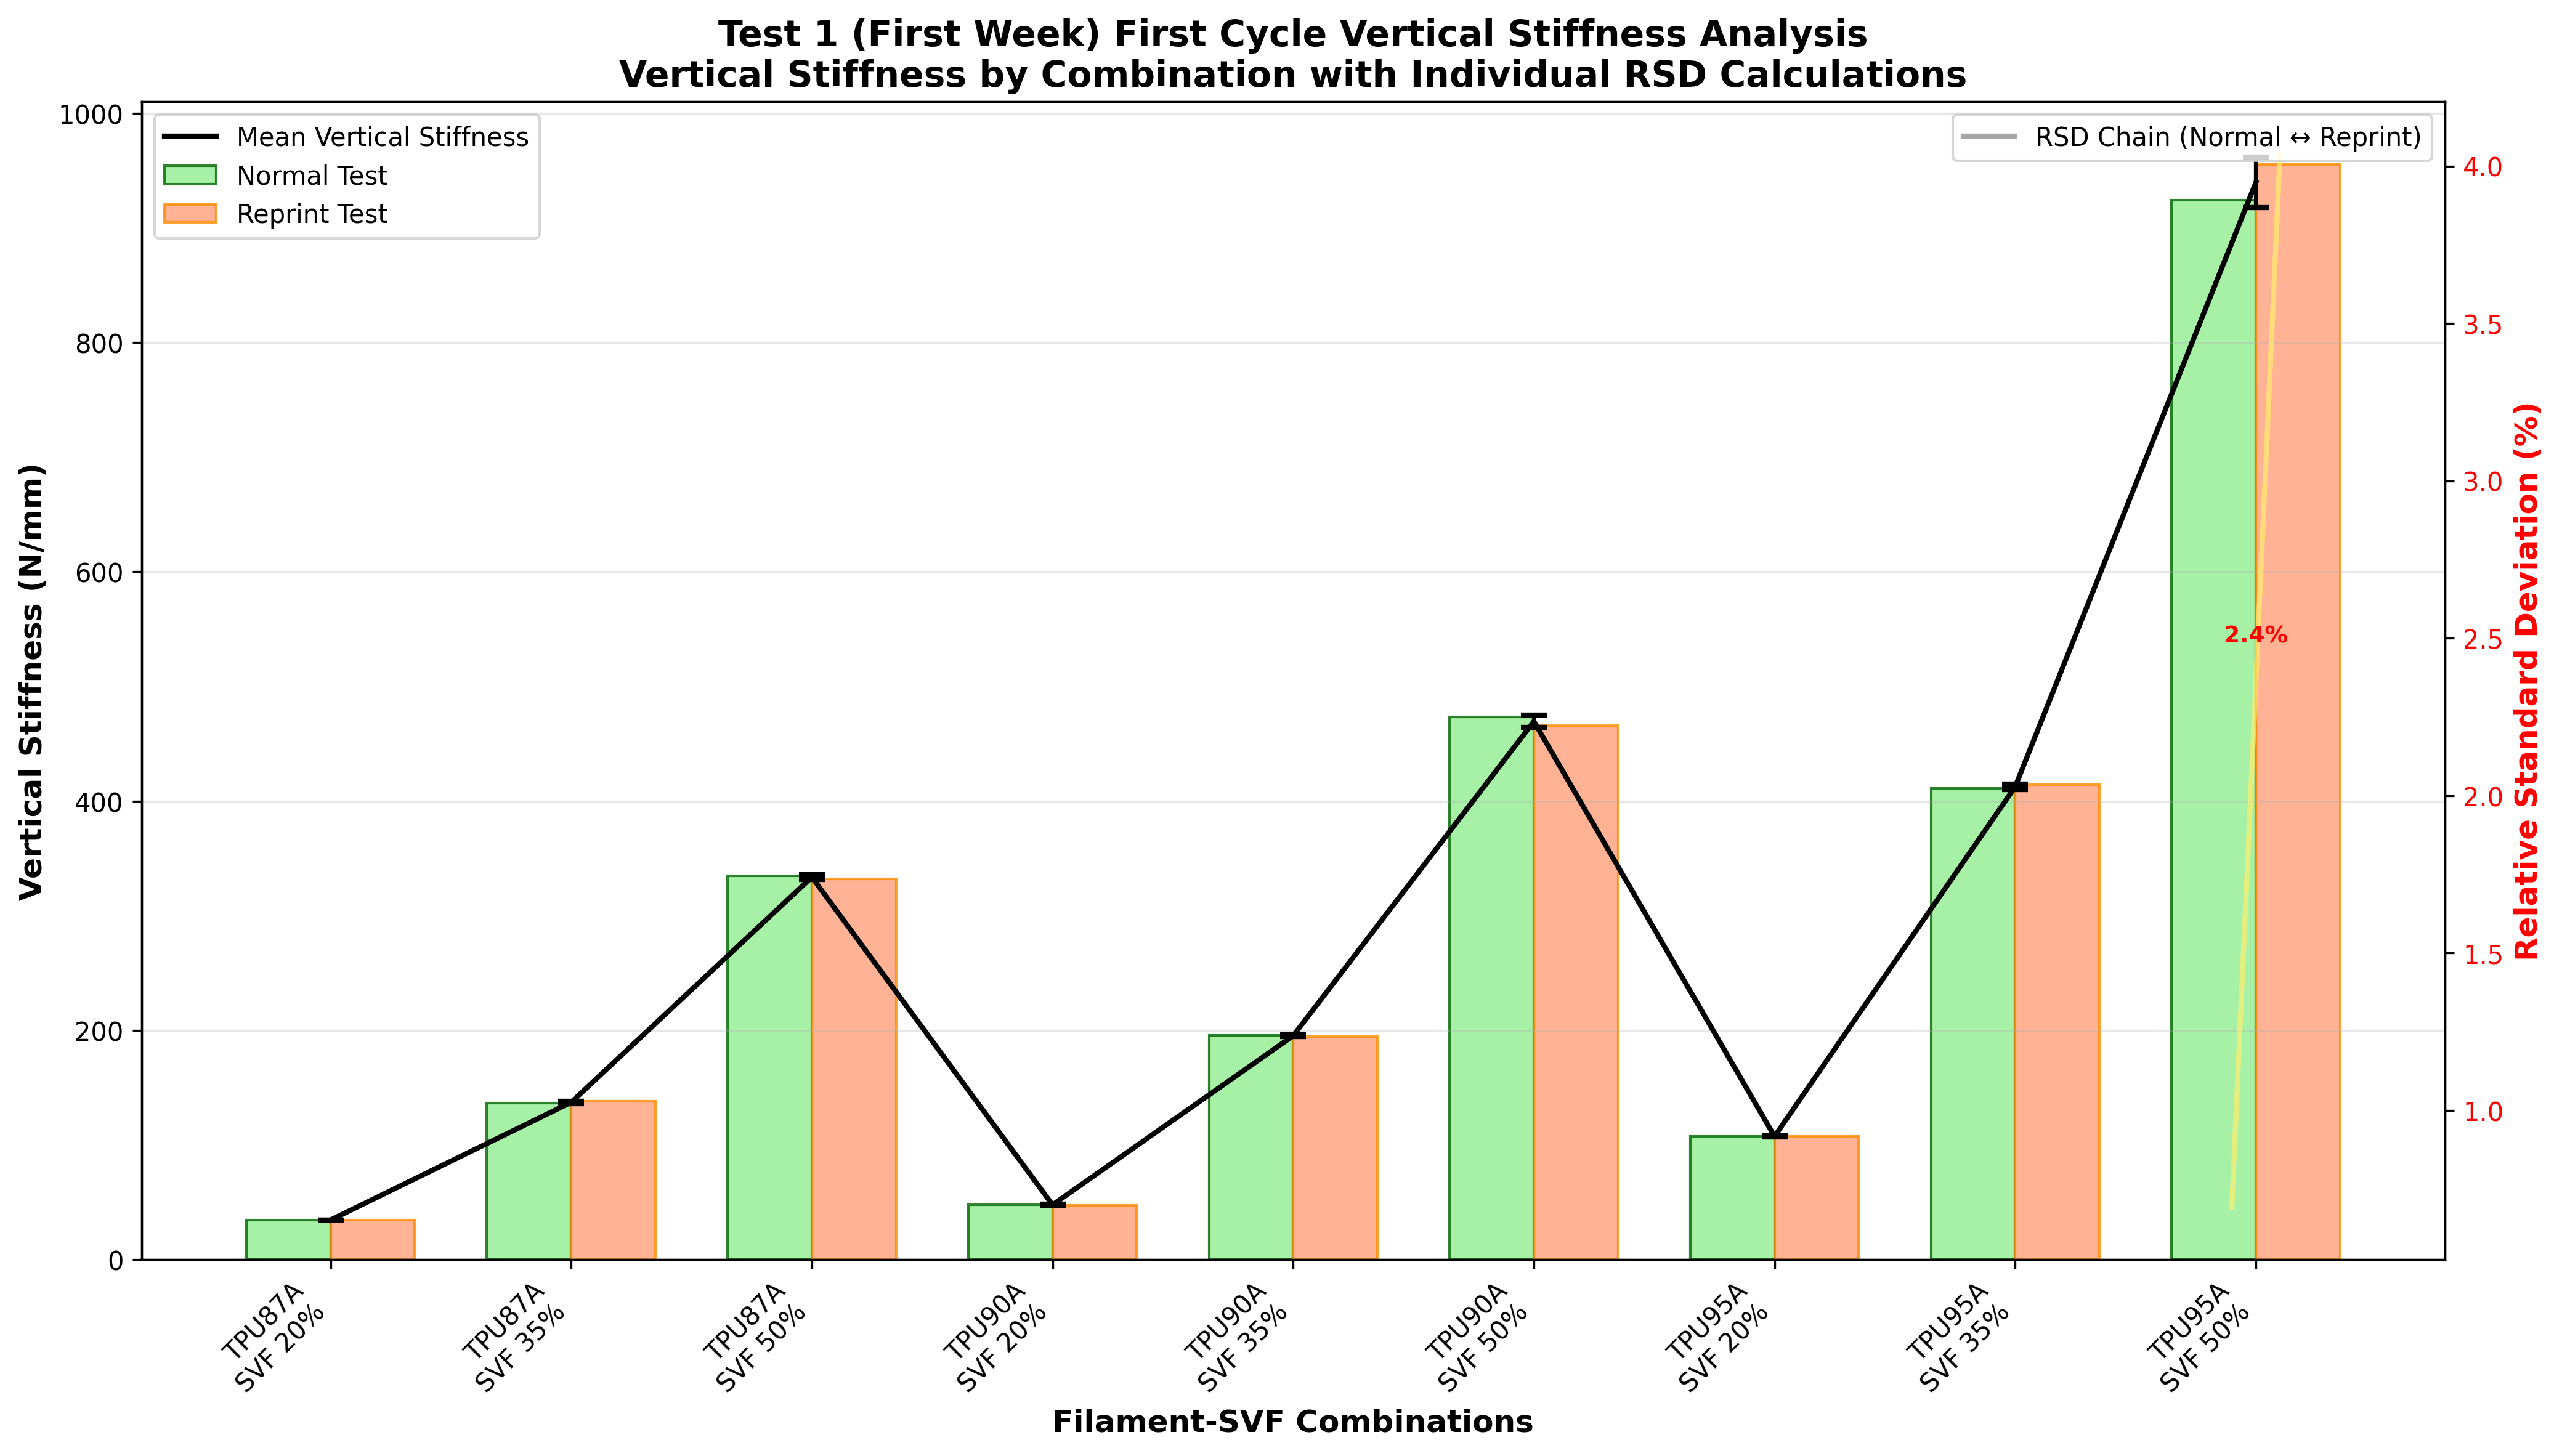 Test 1 (First Week) First Cycle Vertical Stiffness Analysis
Vertical Stiffness by Combination with Individual RSD Calculations
Mean Vertical Stiffness
Normal Test
Reprint Test
RSD Chain (Normal ↔ Reprint)
Vertical Stiffness (N/mm)
1000
800
600
400
200
0
2.4%
4.0
3.5
3.0
2.5
2.0
1.5
1.0
Relative Standard Deviation (%)
TPU87A
SVF 20%
TPU87A
SVF 35%
TPU87A
SVF 50%
TPU90A
SVF 20%
TPU90A
SVF 35%
TPU90A
SVF 50%
TPU95A
SVF 20%
TPU95A
SVF 35%
TPU95A
SVF 50%
Filament-SVF Combinations